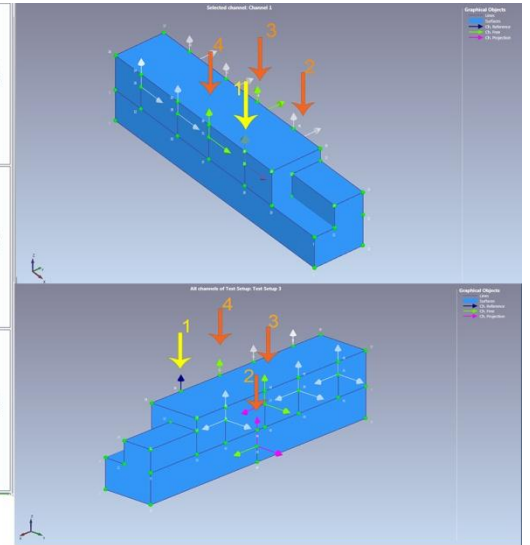 Selected channel: Channel 1
Graphical Objects
Lines
Surfaces
Ch. Reference
Ch. Free
Ch. Projection
3
4
2
1
All channels of Test Setup: Test Setup 3
Graphical Objects
Lines
Surfaces
Ch. Reference
Ch. Free
Ch. Projection
4
1
3
2